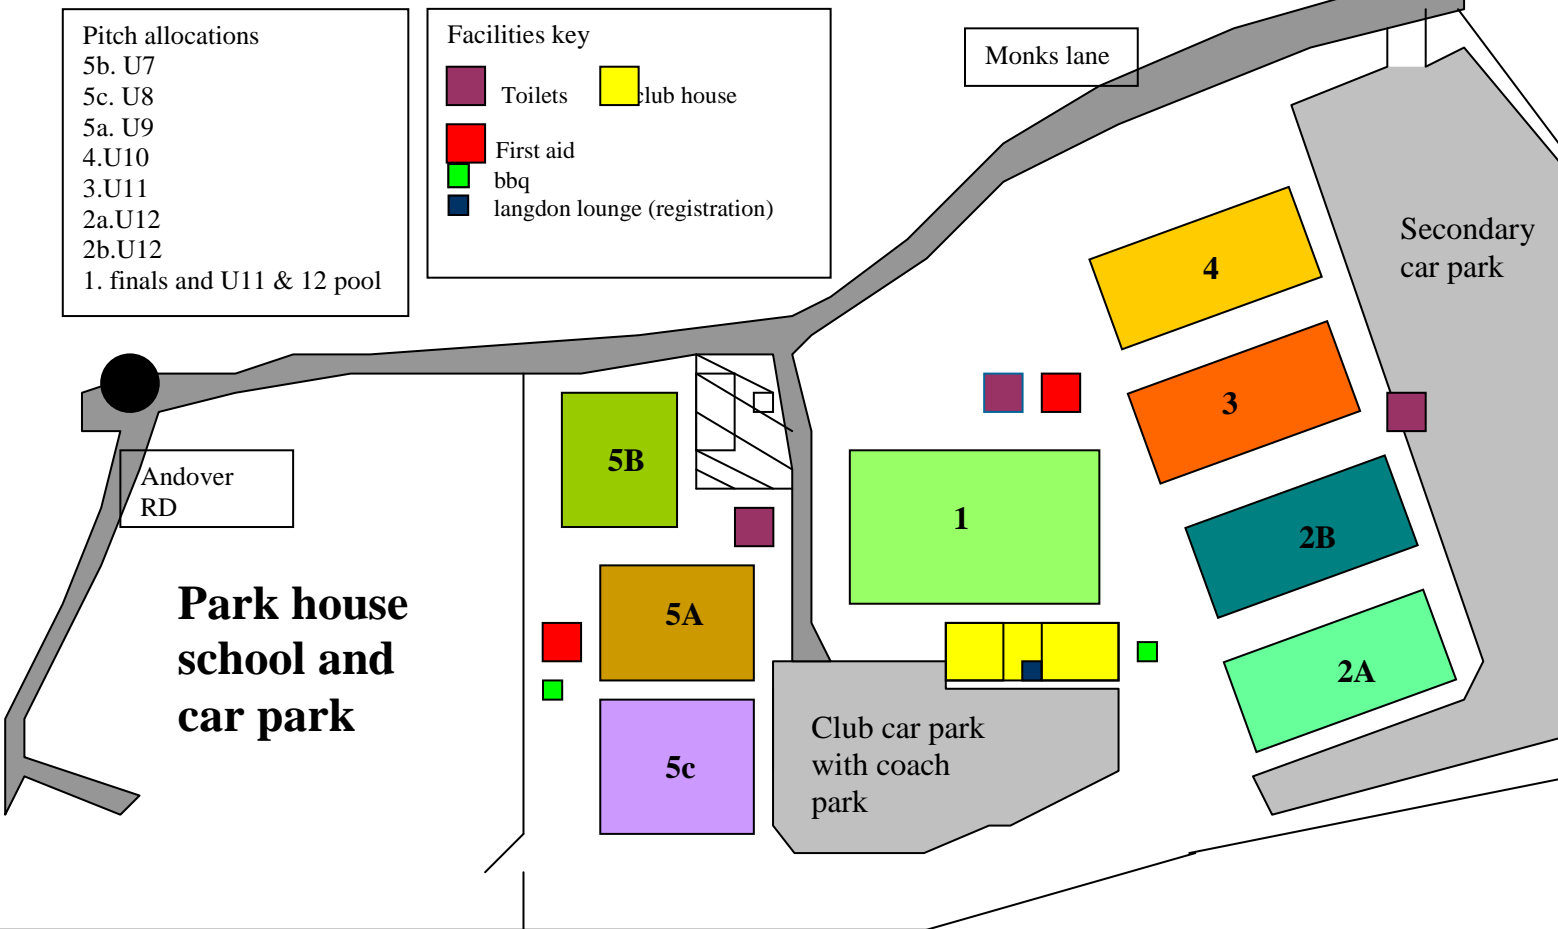 Pitch allocations
5b. U7
5c. U8
5a. U9
4.U10
3.U11
2a.U12
2b.U12
1. finals and U11 & 12 pool
Facilities key
Toilets
club house
First aid
bbq
langdon lounge (registration)
Monks lane
Secondary
car park
4
3
2B
2A
1
5B
5A
5c
Andover
RD
Park house
school and
car park
Club car park
with coach
park